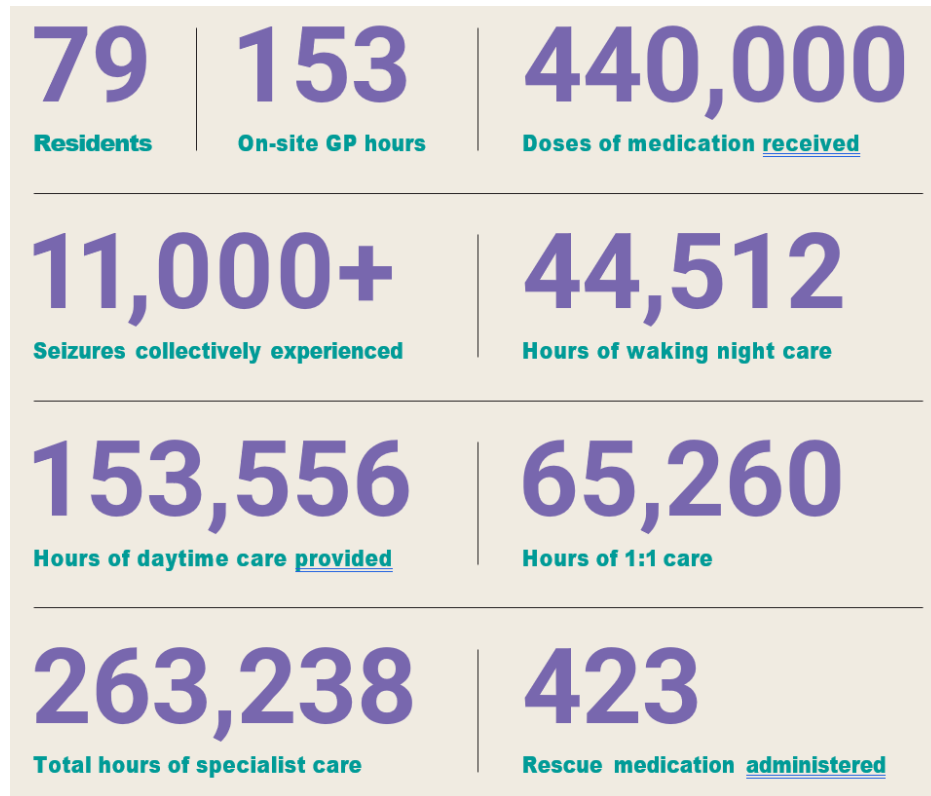 79 153 440,000
Residents On-site GP hours Doses of medication received
11,000+ 44,512
Seizures collectively experienced Hours of waking night care
153,556 65,260
Hours of daytime care provided Hours of 1:1 care
263,238 423
Total hours of specialist care Rescue medication administered